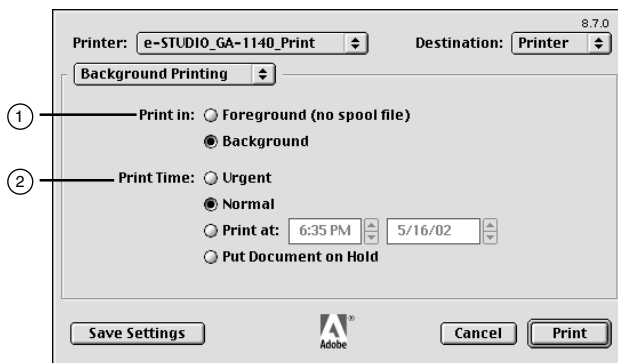 8.7.0
Printer: e-STUDIO_GA-1140_Print Destination: Printer
Background Printing
1 Print in: Foreground (no spool file)
Background
2 Print Time: Urgent
Normal
Print at: 6:35 PM 5/16/02
Put Document on Hold
Save Settings Adobe® Cancel Print